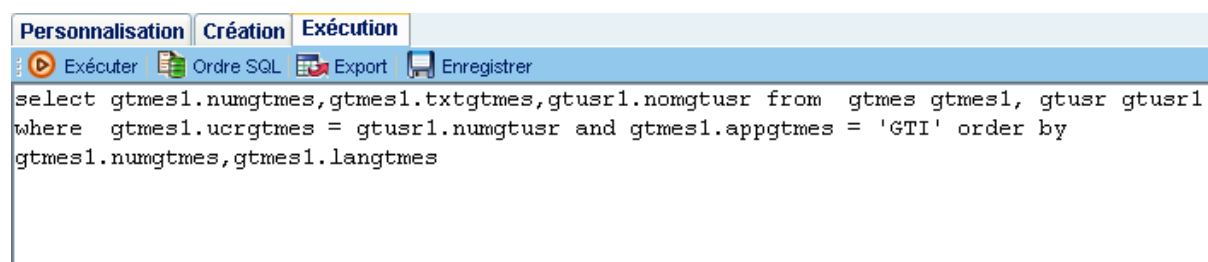 Personnalisation Création Exécution
Exécuter Ordre SQL Export Enregistrer
select gtmes1.numgtmes,gtmes1.txtgtmes,gtusr1.nomgtusr from  gtmes gtmes1, gtusr gtusr1
where  gtmes1.ucrgtmes = gtusr1.numgtusr and gtmes1.appgtmes = 'GTI' order by
gtmes1.numgtmes,gtmes1.langtmes